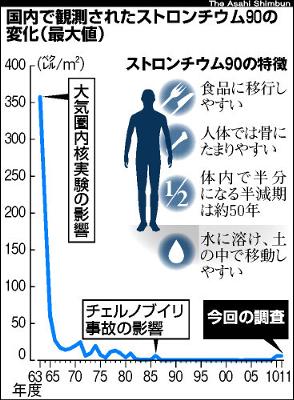 The Asahi Shimbun
国内で観測されたストロンチウム90の
変化(最大値)
(ベクレル/m²)
400
350
300
250
200
150
100
50
0
ストロンチウム90の特徴
食品に移行し
やすい
人体では骨に
たまりやすい
1/2
体内で半分
になる半減期
は約50年
水に溶け、土
の中で移動し
やすい
大気圏内核実験の影響
チェルノブイリ
事故の影響
今回の調査
63 65 70 75 80 85 90 95 00 05 1011
年度